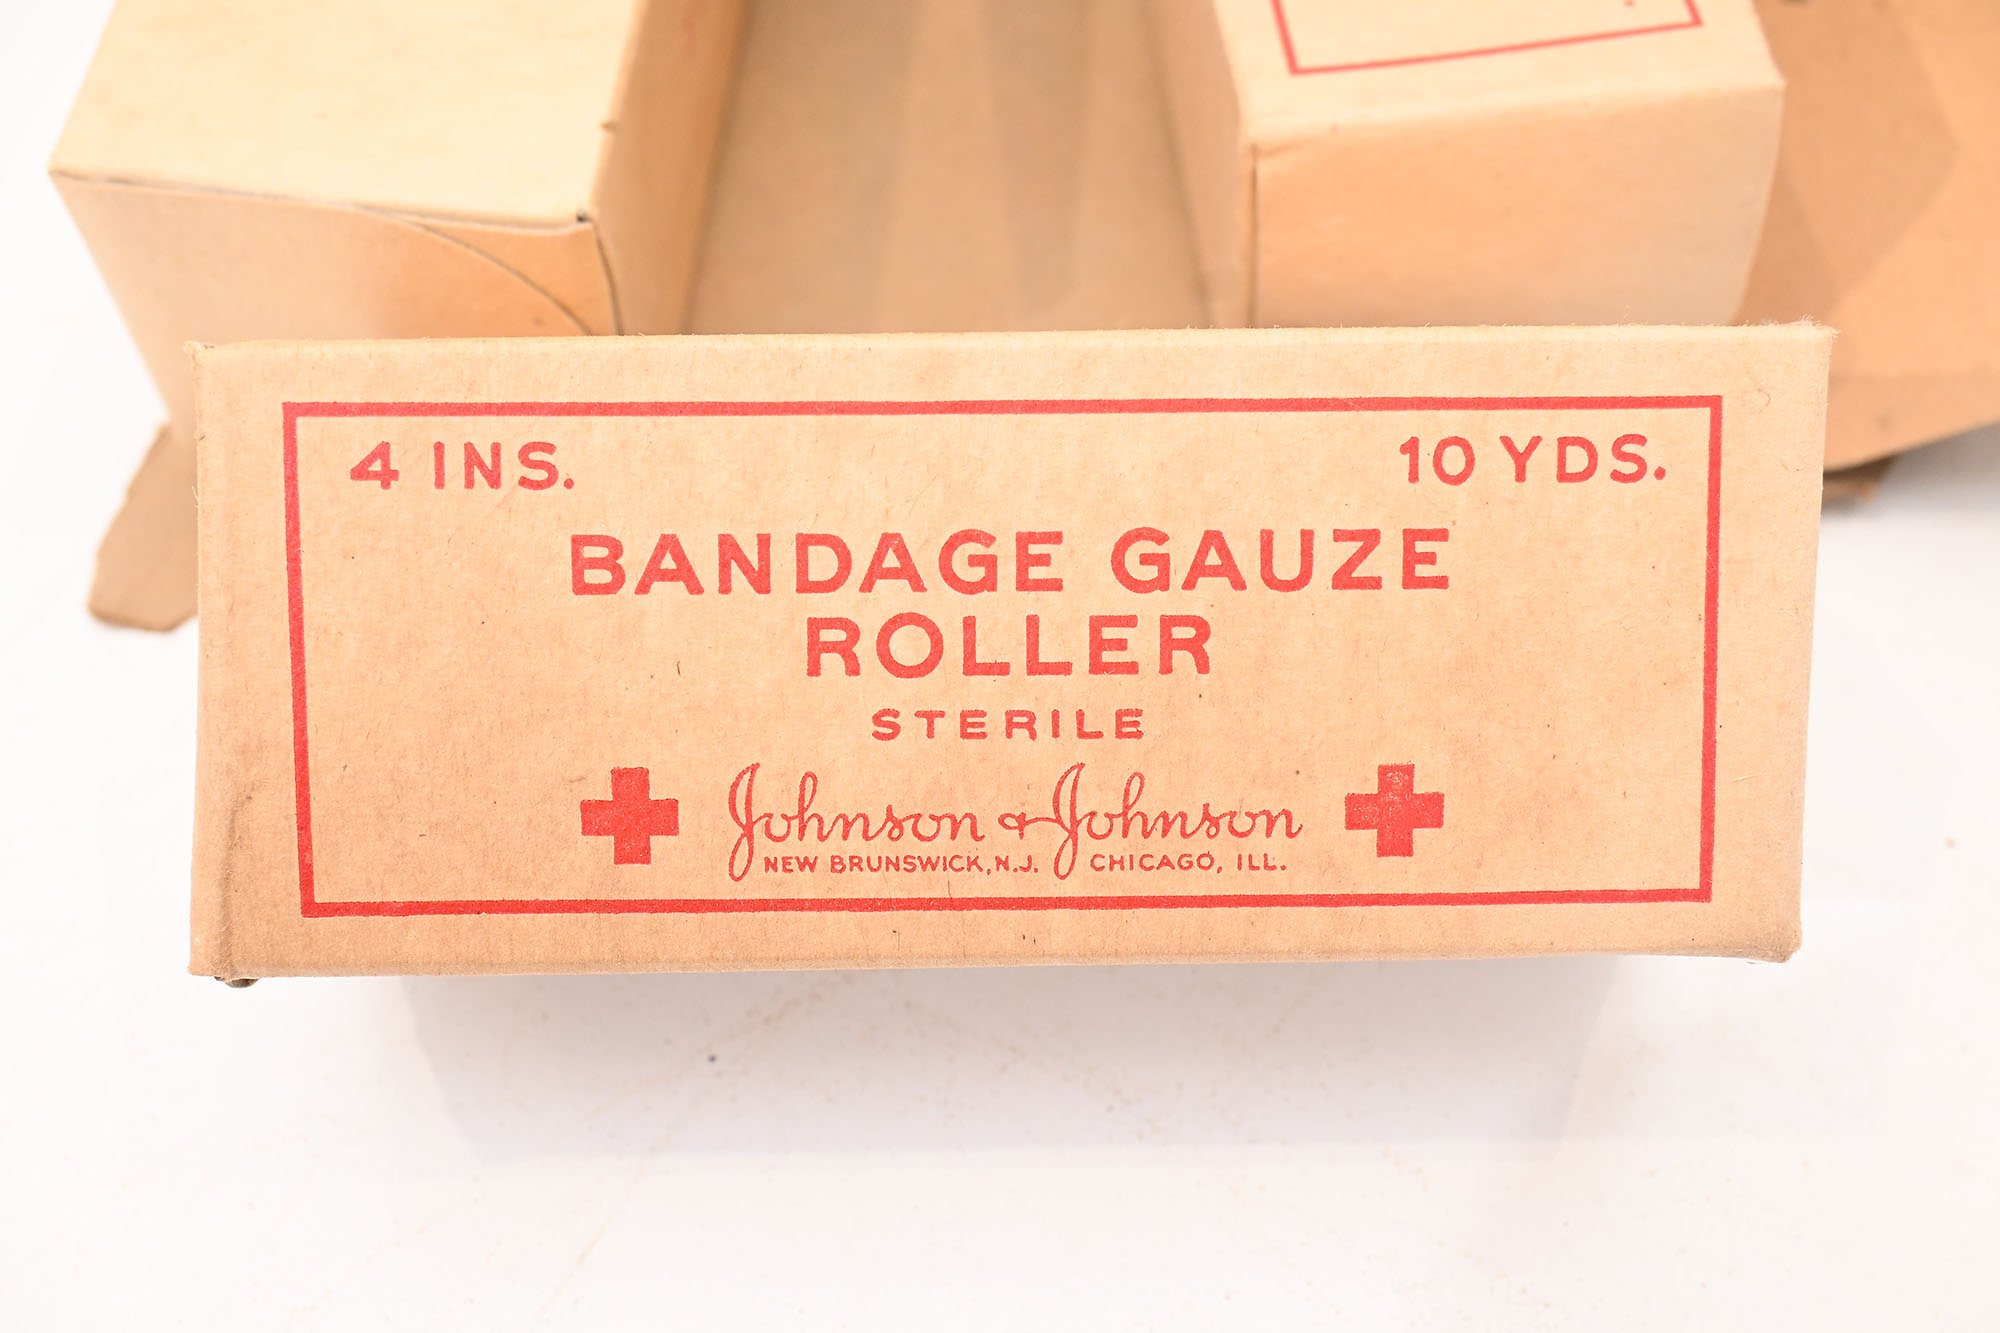 4 INS. 10 YDS.
BANDAGE GAUZE
ROLLER
STERILE
Johnson & Johnson
NEW BRUNSWICK, N.J. CHICAGO, ILL.